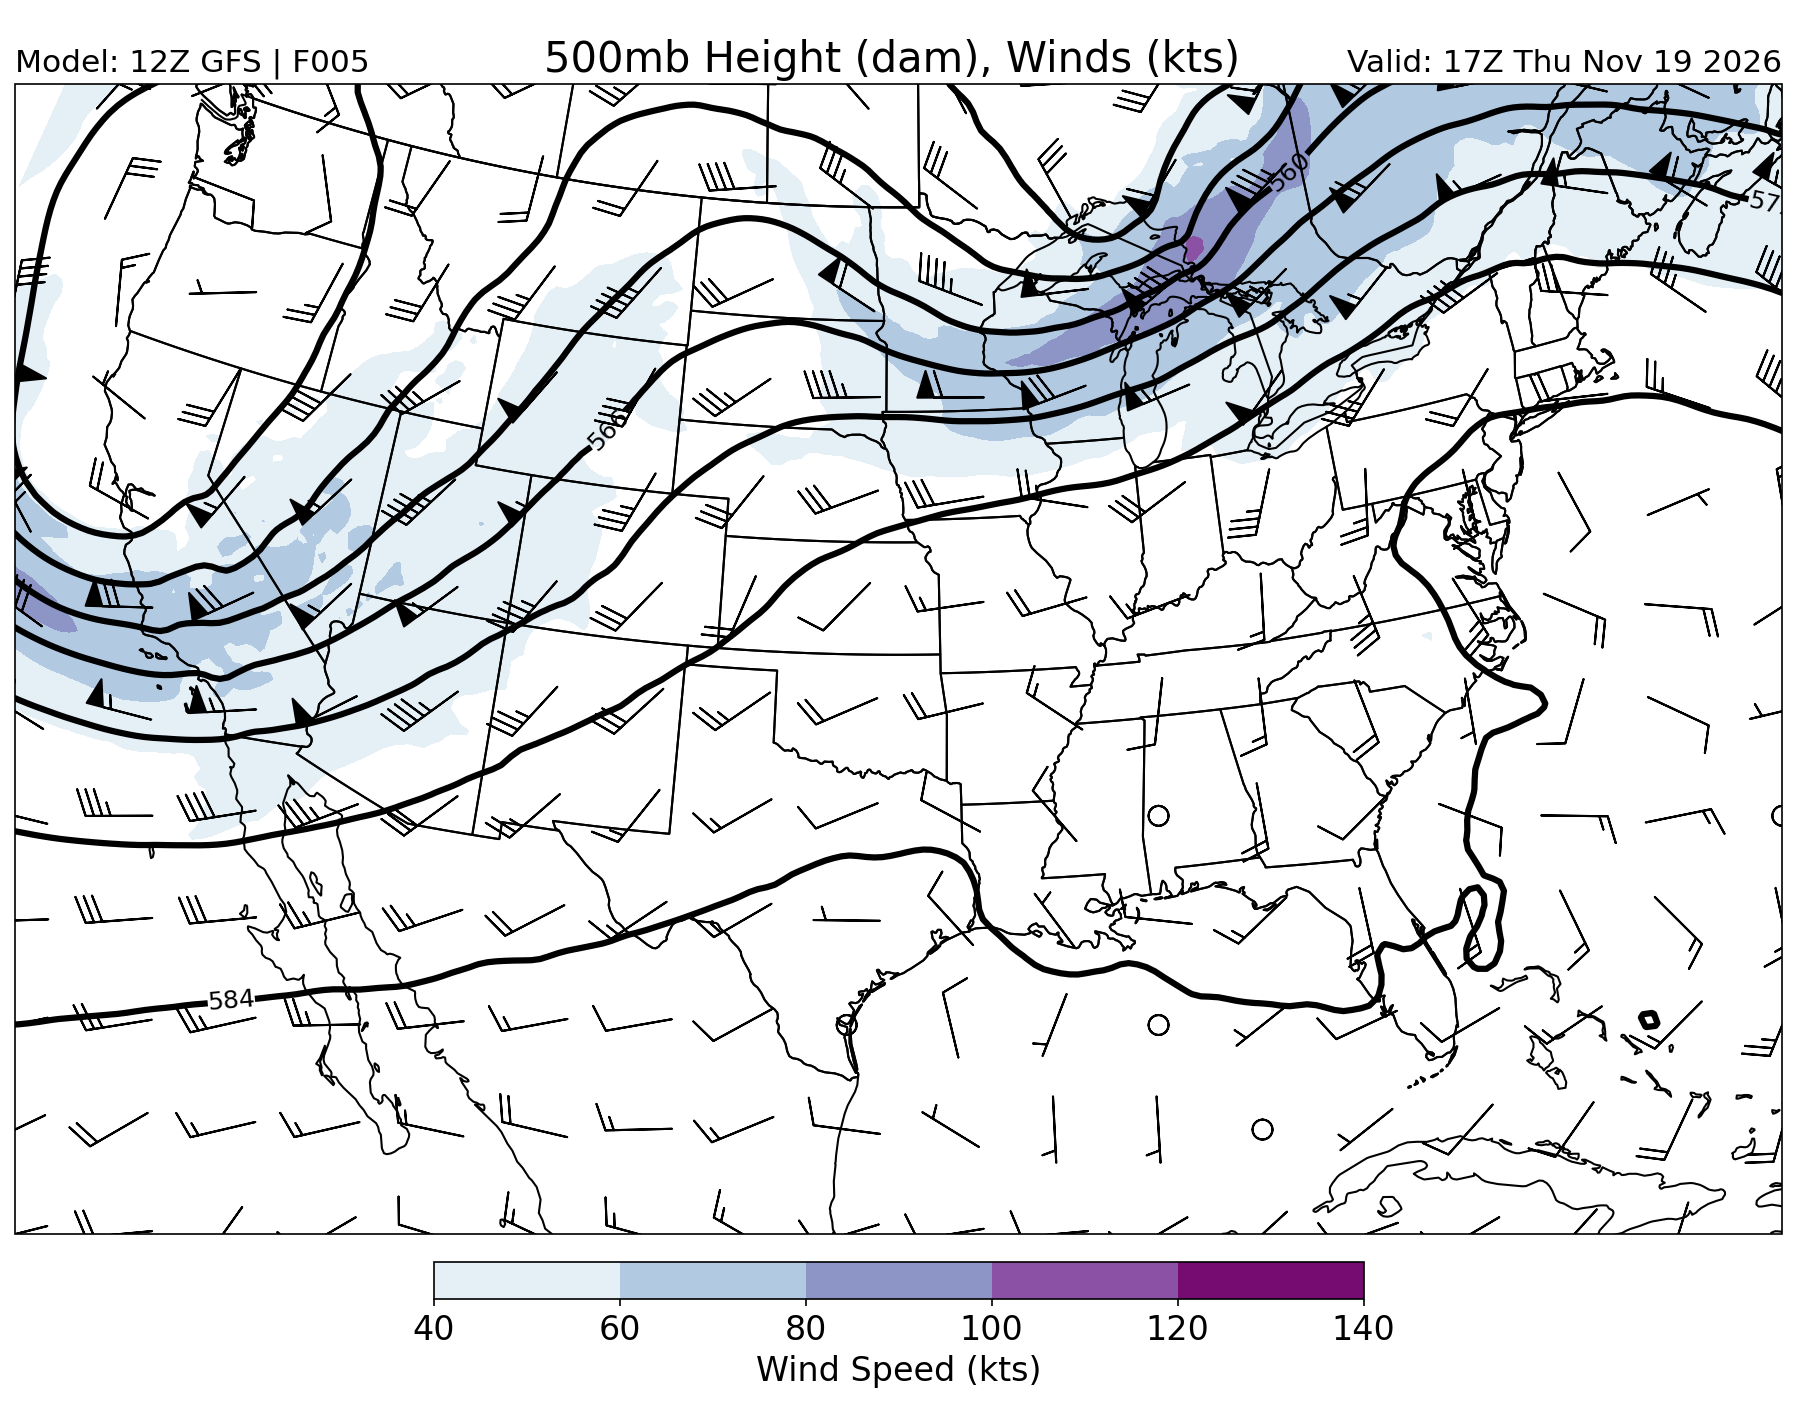 Model: 12Z GFS | F005
500mb Height (dam), Winds (kts)
Valid: 17Z Thu Nov 19 2026
560
566
584
40 60 80 100 120 140
Wind Speed (kts)